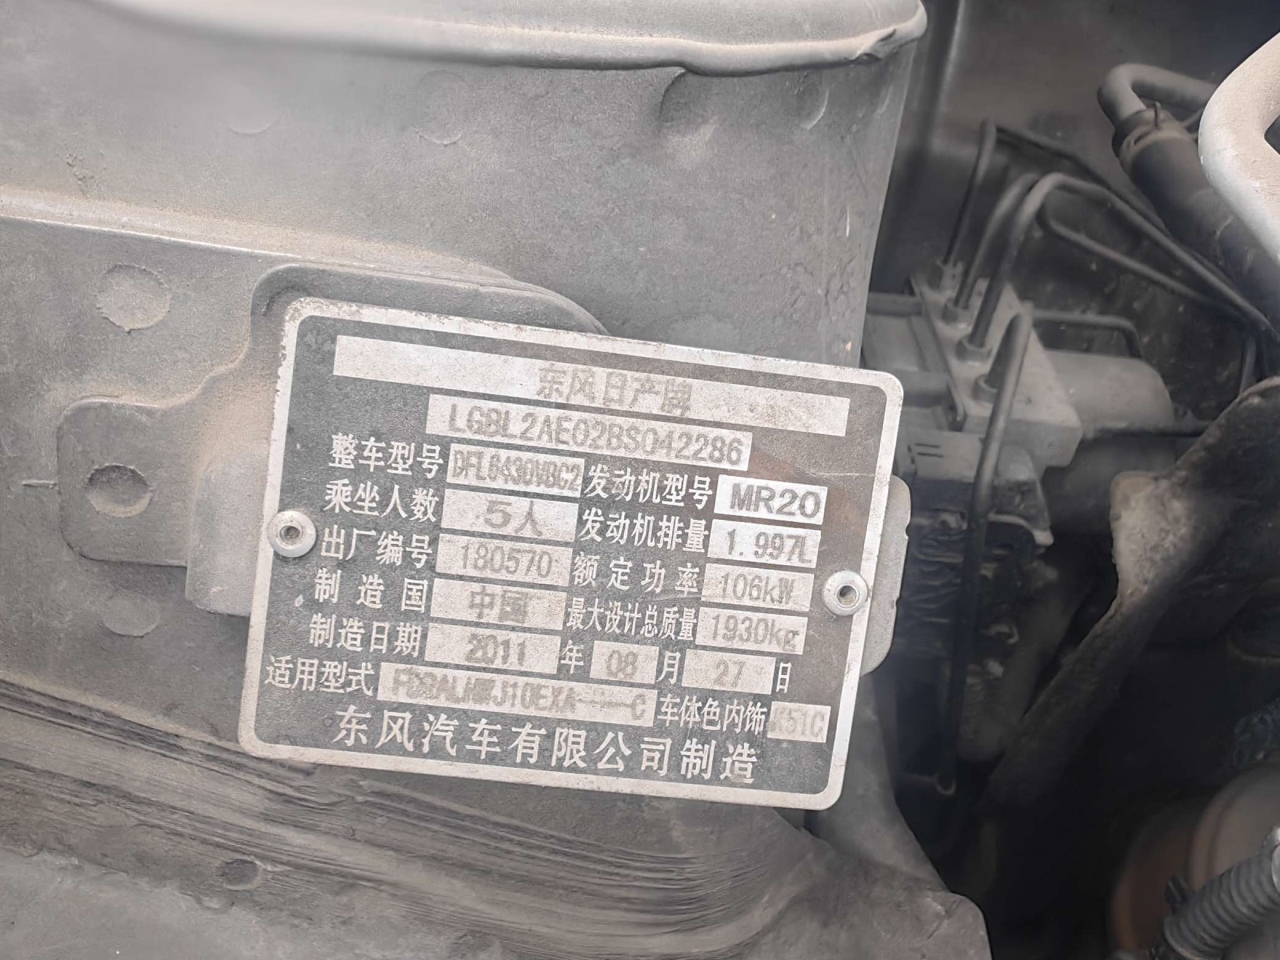 东风日产牌
LGBL2AE02BS042286
整车型号 DFL6430VBC2 发动机型号 MR20
乘坐人数 5人 发动机排量 1.997L
出厂编号 180570 额定功率 106kW
制造国 中国 最大设计总质量 1930kg
制造日期 2011 年 08 月 27 日
适用型式 车体色内饰 K51C
东风汽车有限公司制造